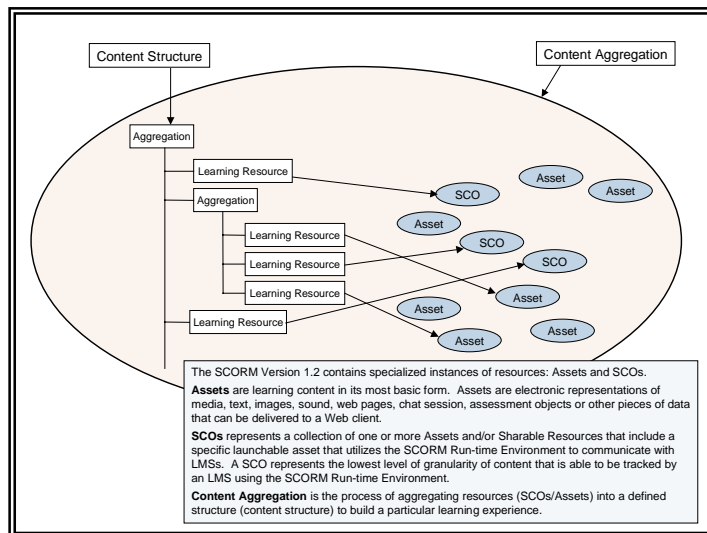 Content Structure
Content Aggregation
Aggregation
Learning Resource
Asset
Asset
SCO
Aggregation
Asset
Learning Resource
SCO
Learning Resource
SCO
Learning Resource
Asset
Asset
Learning Resource
Asset
Asset
The SCORM Version 1.2 contains specialized instances of resources: Assets and SCOs.
Assets are learning content in its most basic form. Assets are electronic representations of
media, text, images, sound, web pages, chat session, assessment objects or other pieces of data
that can be delivered to a Web client.
SCOs represents a collection of one or more Assets and/or Sharable Resources that include a
specific launchable asset that utilizes the SCORM Run-time Environment to communicate with
LMSs. A SCO represents the lowest level of granularity of content that is able to be tracked by
an LMS using the SCORM Run-time Environment.
Content Aggregation is the process of aggregating resources (SCOs/Assets) into a defined
structure (content structure) to build a particular learning experience.